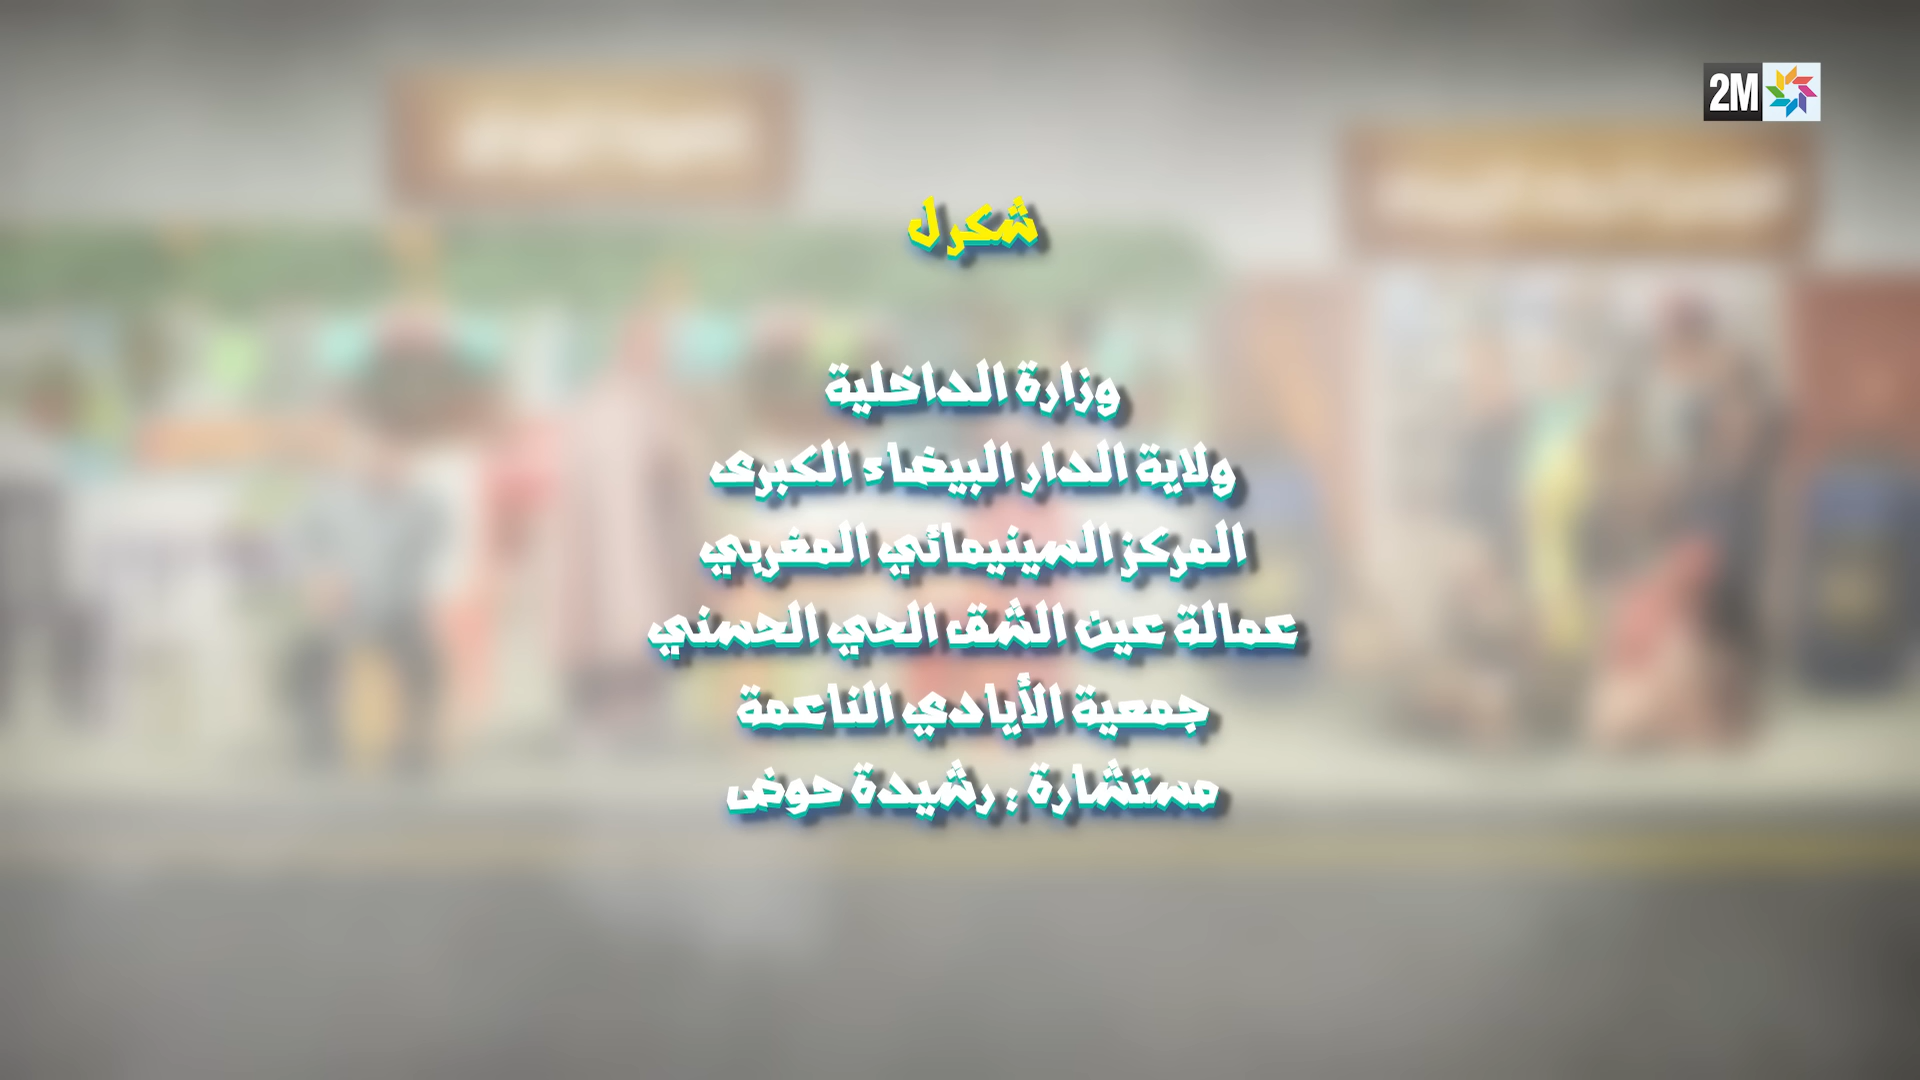 2M
شكر ل
وزارة الداخلية
ولاية الدار البيضاء الكبرى
المركز السينيمائي المغربي
عمالة عين الشق الحي الحسني
جمعية الأيادي الناعمة
مستشارة : رشيدة حوض